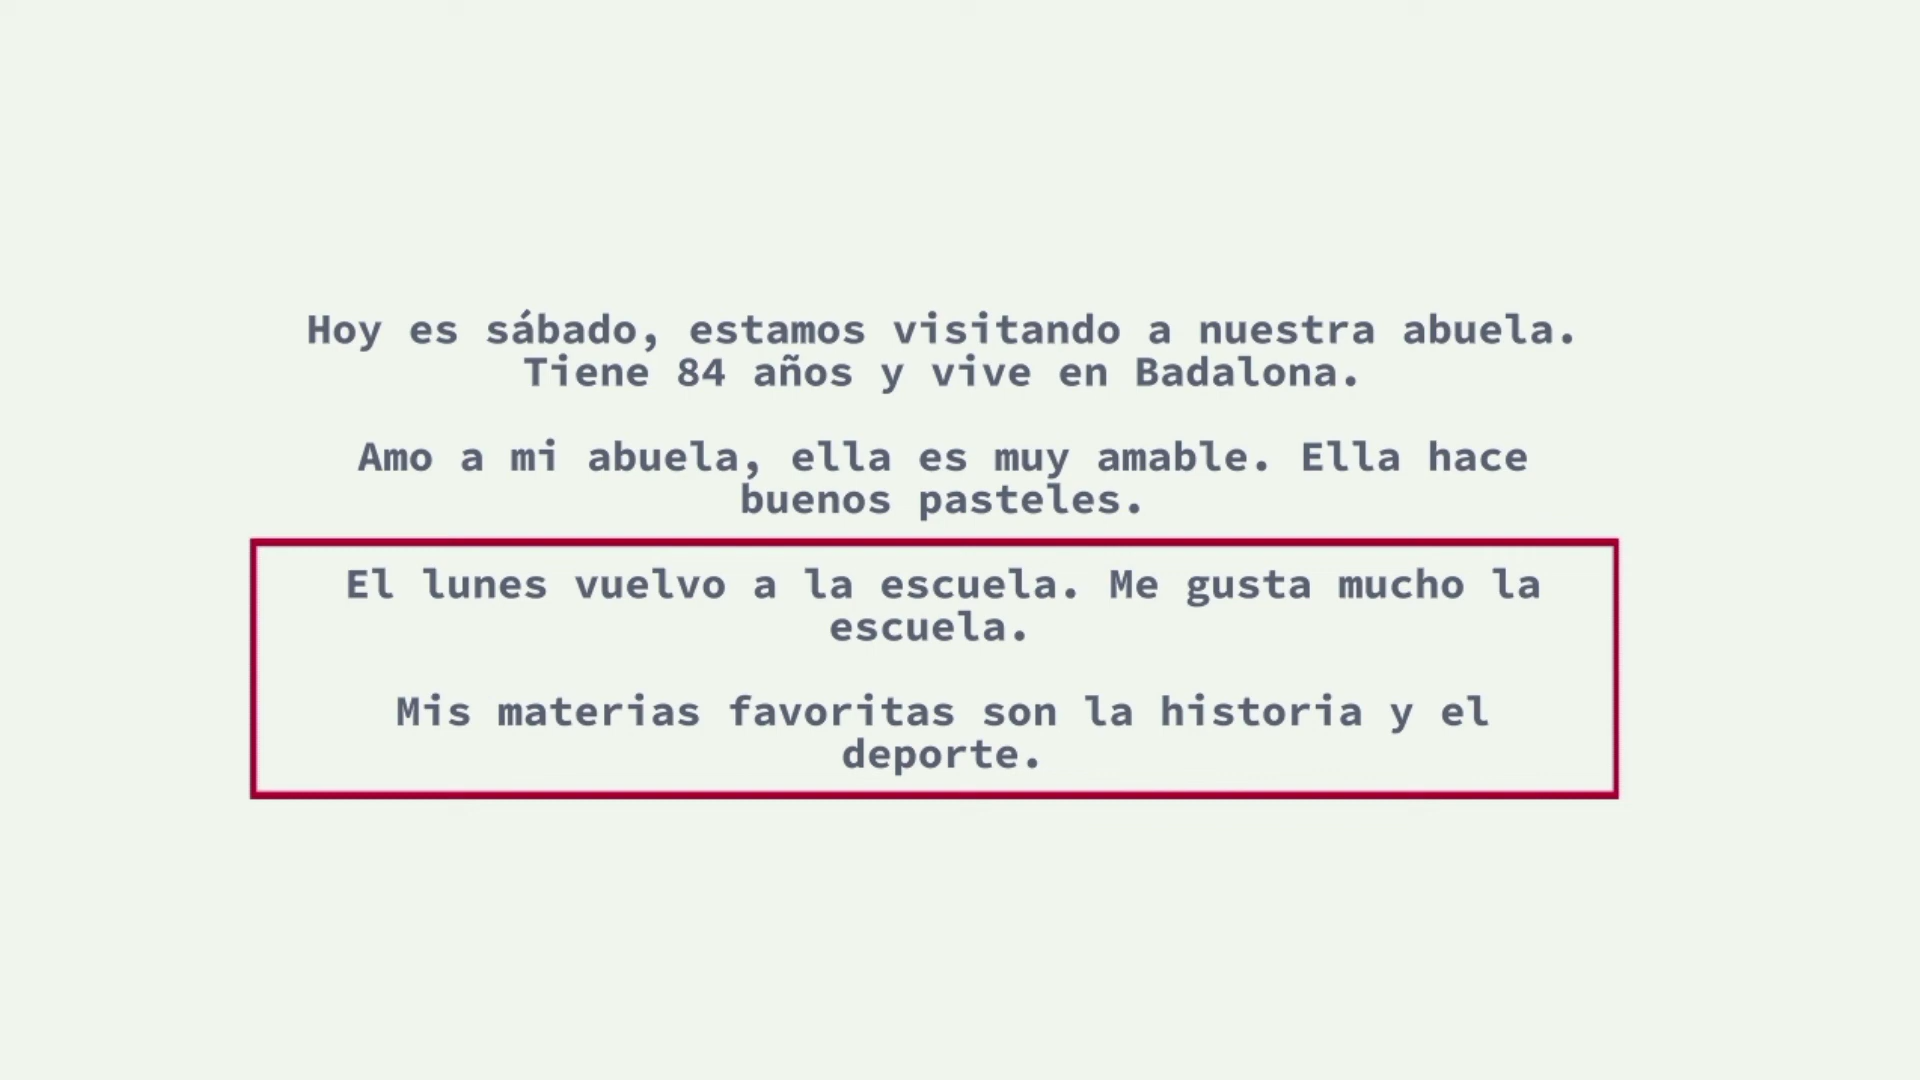 Hoy es sábado, estamos visitando a nuestra abuela.
Tiene 84 años y vive en Badalona.
Amo a mi abuela, ella es muy amable. Ella hace
buenos pasteles.
El lunes vuelvo a la escuela. Me gusta mucho la
escuela.
Mis materias favoritas son la historia y el
deporte.